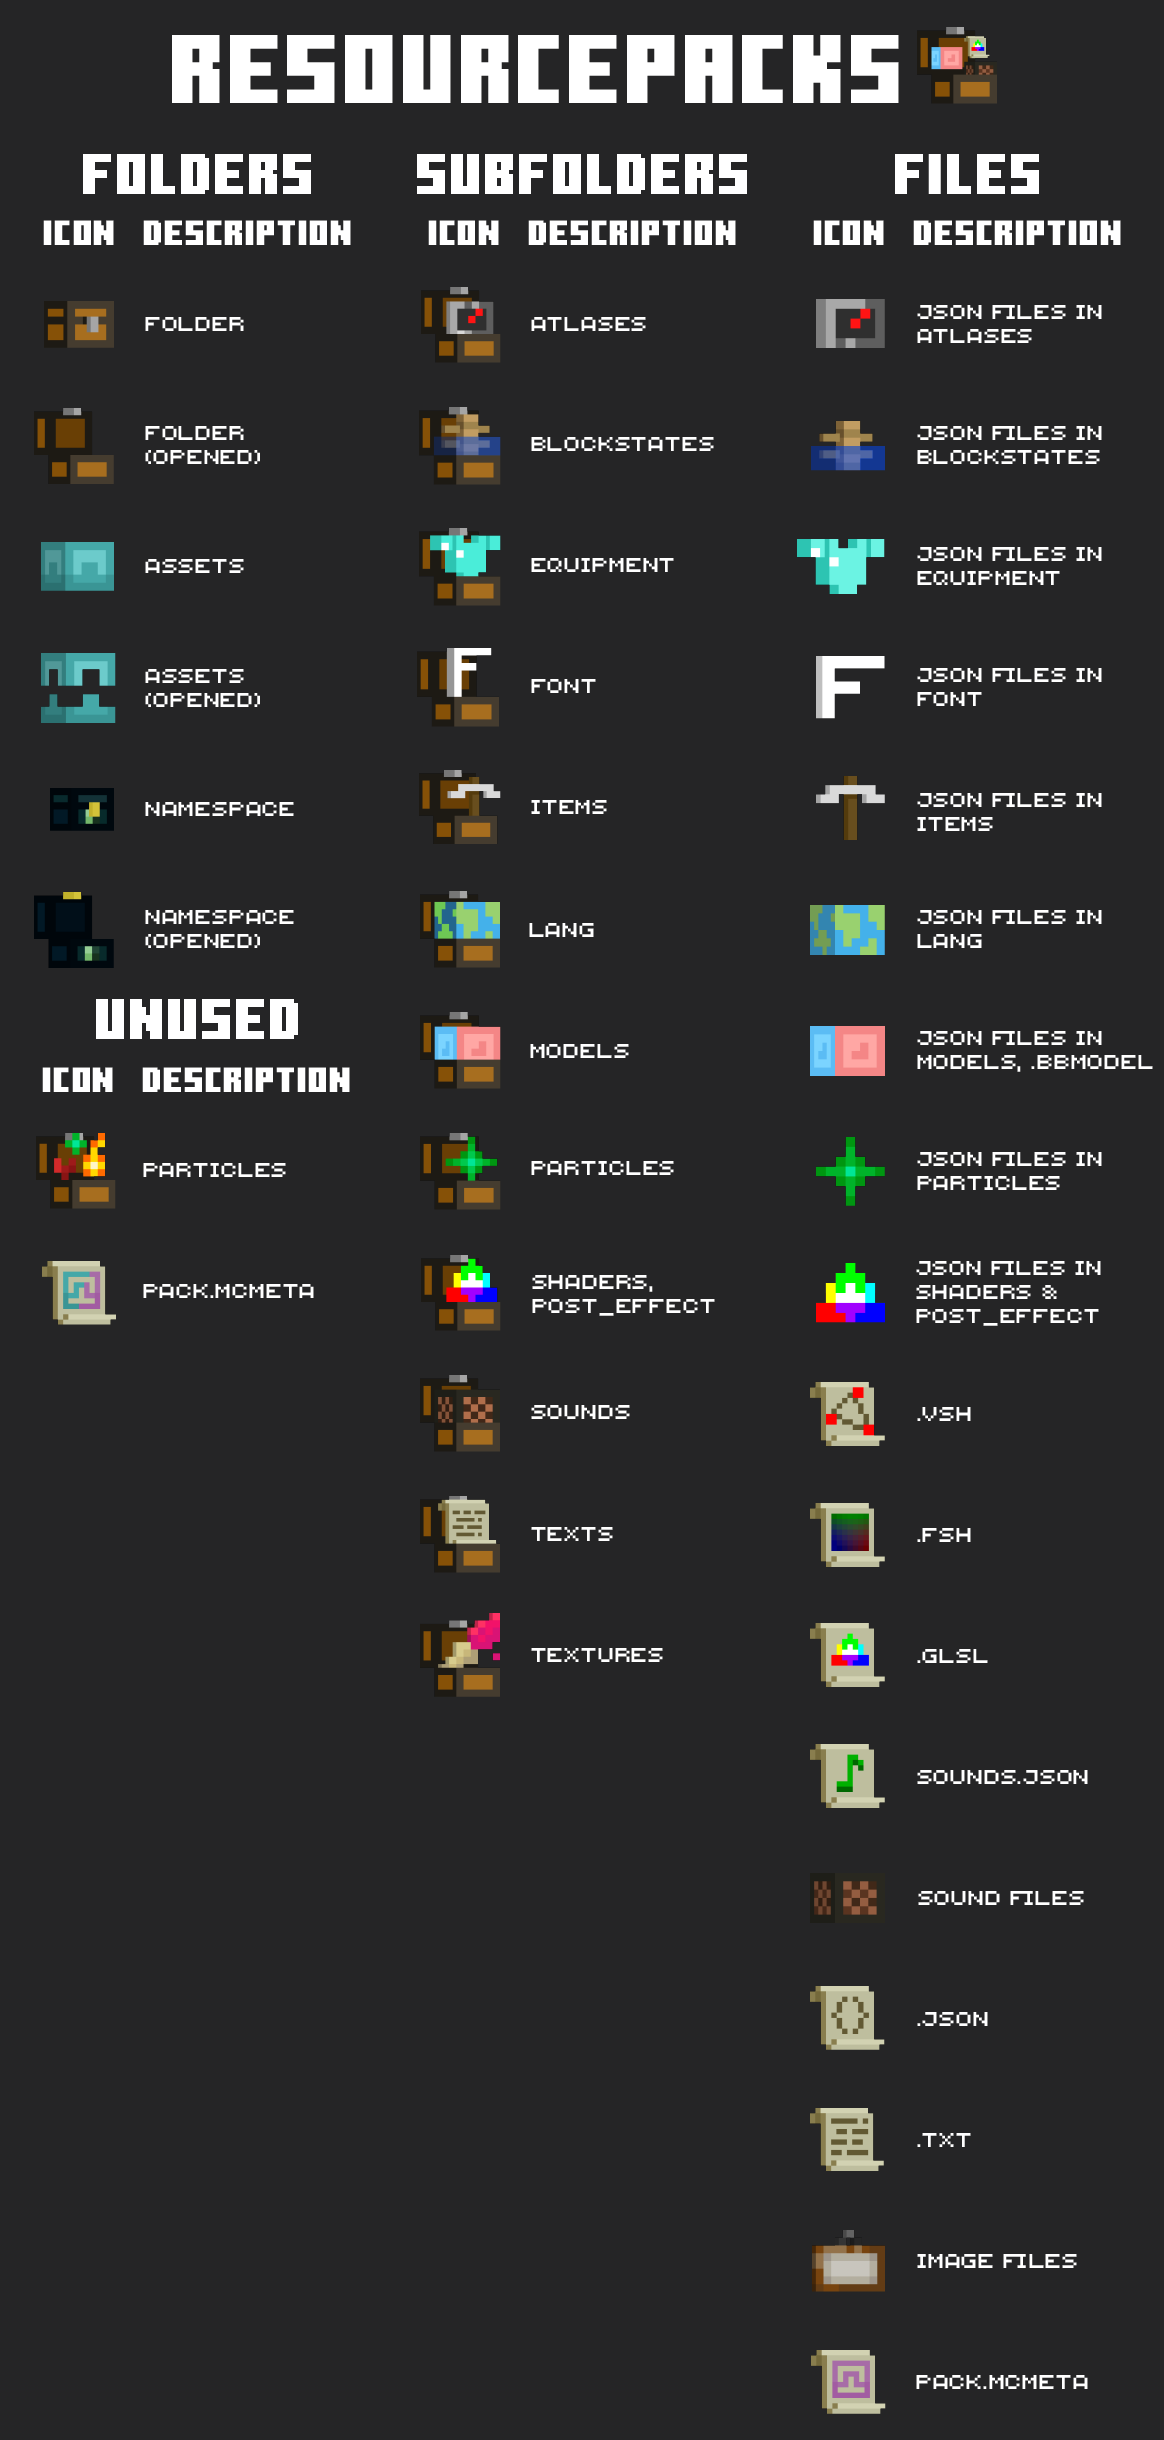 RESOURCEPACKS
FOLDERS
ICON DESCRIPTION
FOLDER
FOLDER
(OPENED)
ASSETS
ASSETS
(OPENED)
NAMESPACE
NAMESPACE
(OPENED)
UNUSED
ICON DESCRIPTION
PARTICLES
PACK.MCMETA
SUBFOLDERS
ICON DESCRIPTION
ATLASES
BLOCKSTATES
EQUIPMENT
F
FONT
ITEMS
LANG
MODELS
PARTICLES
SHADERS,
POST_EFFECT
SOUNDS
TEXTS
TEXTURES
FILES
ICON DESCRIPTION
JSON FILES IN
ATLASES
JSON FILES IN
BLOCKSTATES
JSON FILES IN
EQUIPMENT
F
JSON FILES IN
FONT
JSON FILES IN
ITEMS
JSON FILES IN
LANG
JSON FILES IN
MODELS, .BBMODEL
JSON FILES IN
PARTICLES
JSON FILES IN
SHADERS &
POST_EFFECT
.VSH
.FSH
.GLSL
SOUNDS.JSON
SOUND FILES
{}
.JSON
.TXT
IMAGE FILES
PACK.MCMETA